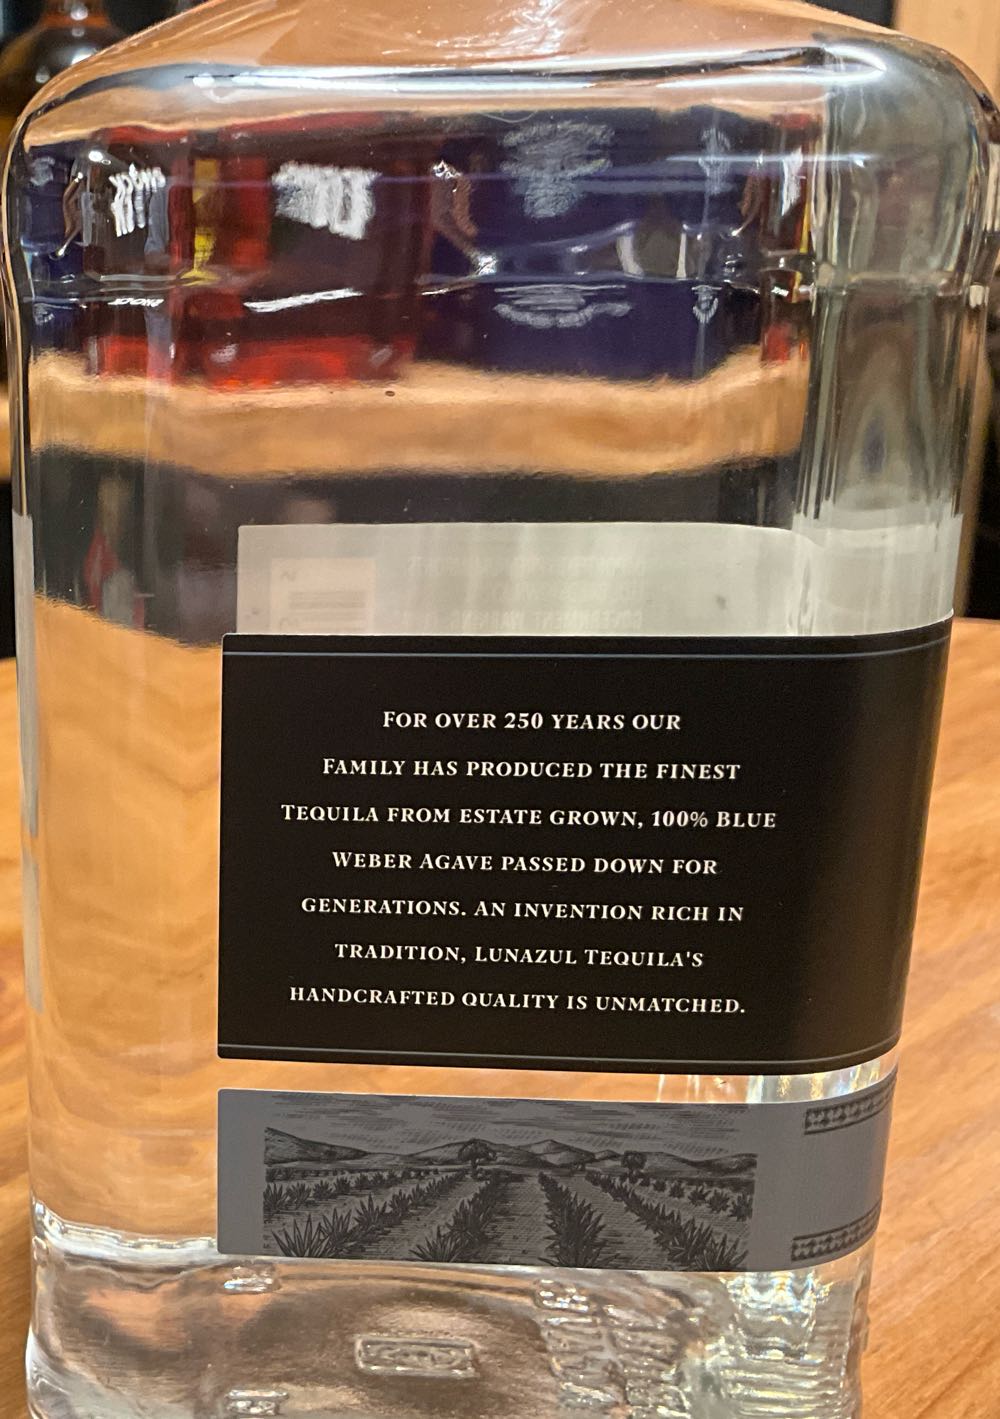 FOR OVER 250 YEARS OUR
FAMILY HAS PRODUCED THE FINEST
TEQUILA FROM ESTATE GROWN, 100% BLUE
WEBER AGAVE PASSED DOWN FOR
GENERATIONS. AN INVENTION RICH IN
TRADITION, LUNAZUL TEQUILA'S
HANDCRAFTED QUALITY IS UNMATCHED.